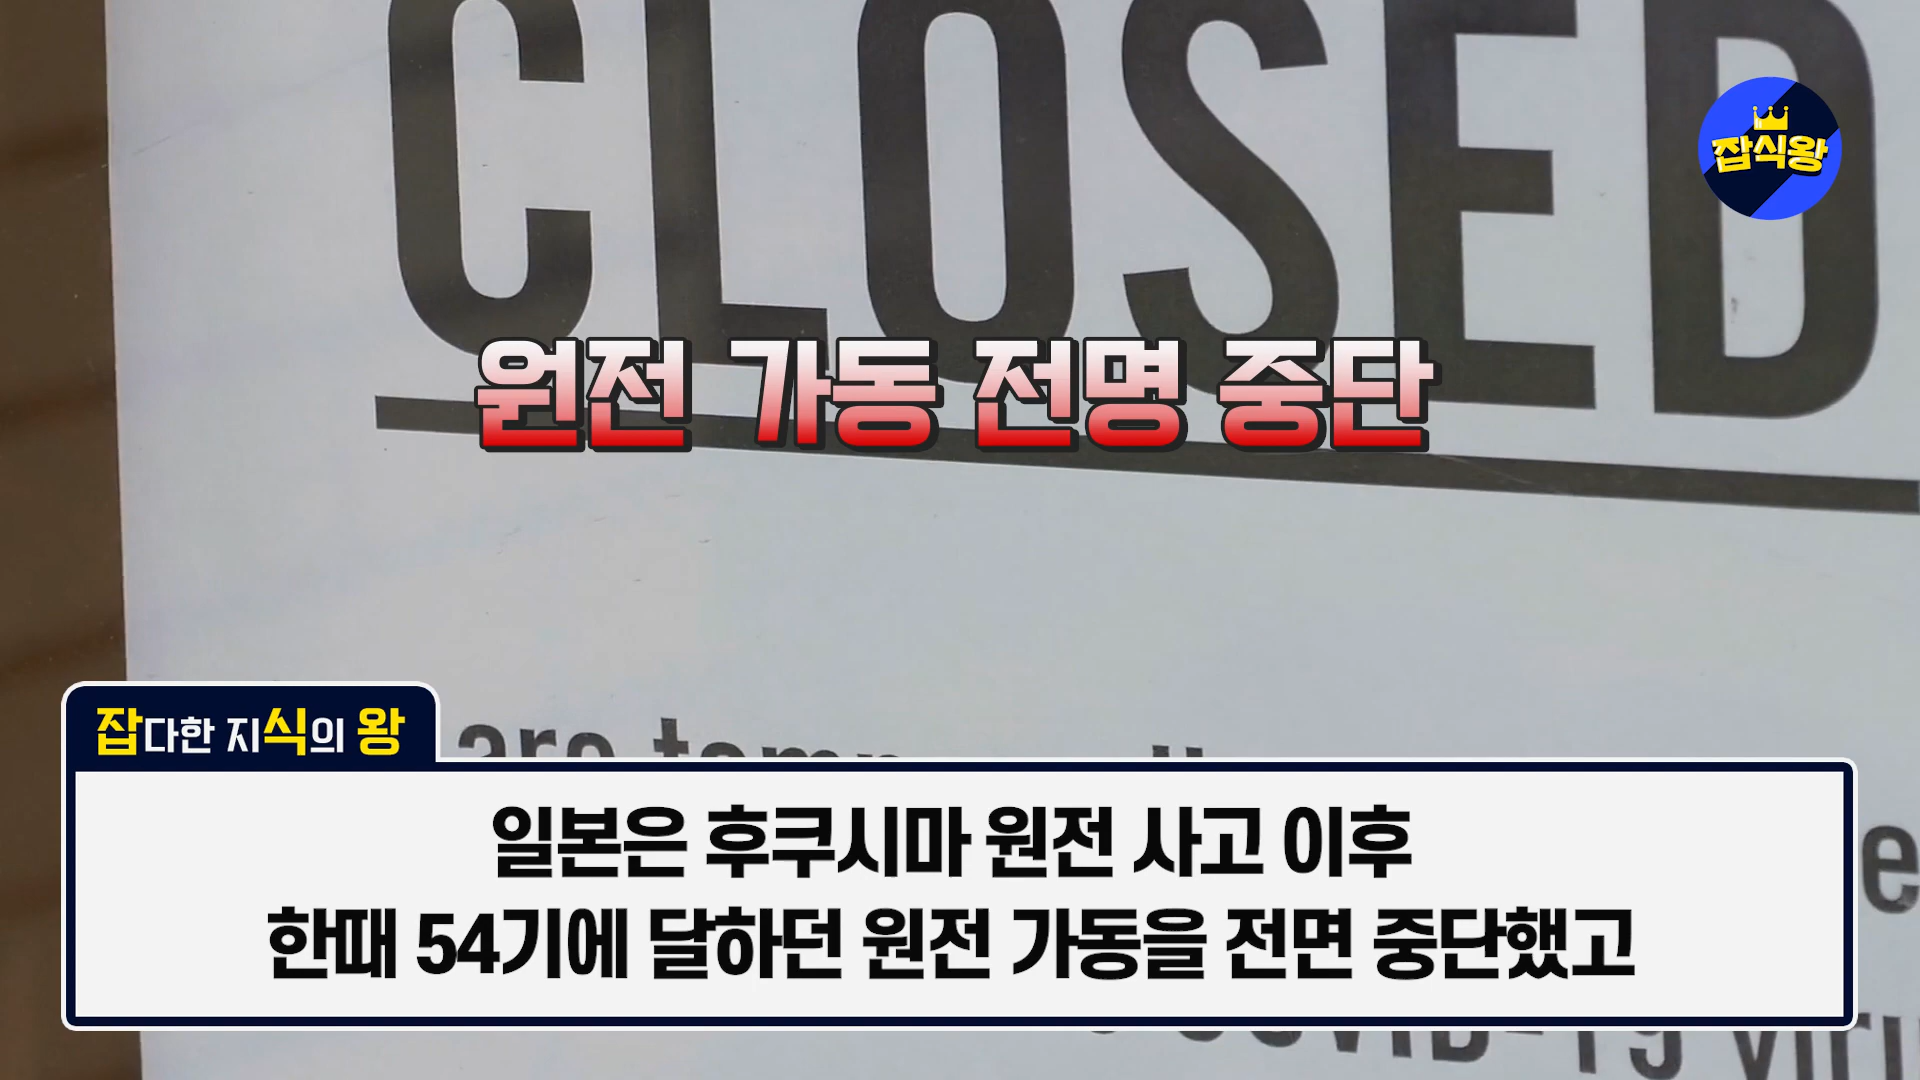 CLOSED
잡식왕
원전 가동 전명 중단
잡다한 지식의 왕
일본은 후쿠시마 원전 사고 이후
한때 54기에 달하던 원전 가동을 전면 중단했고